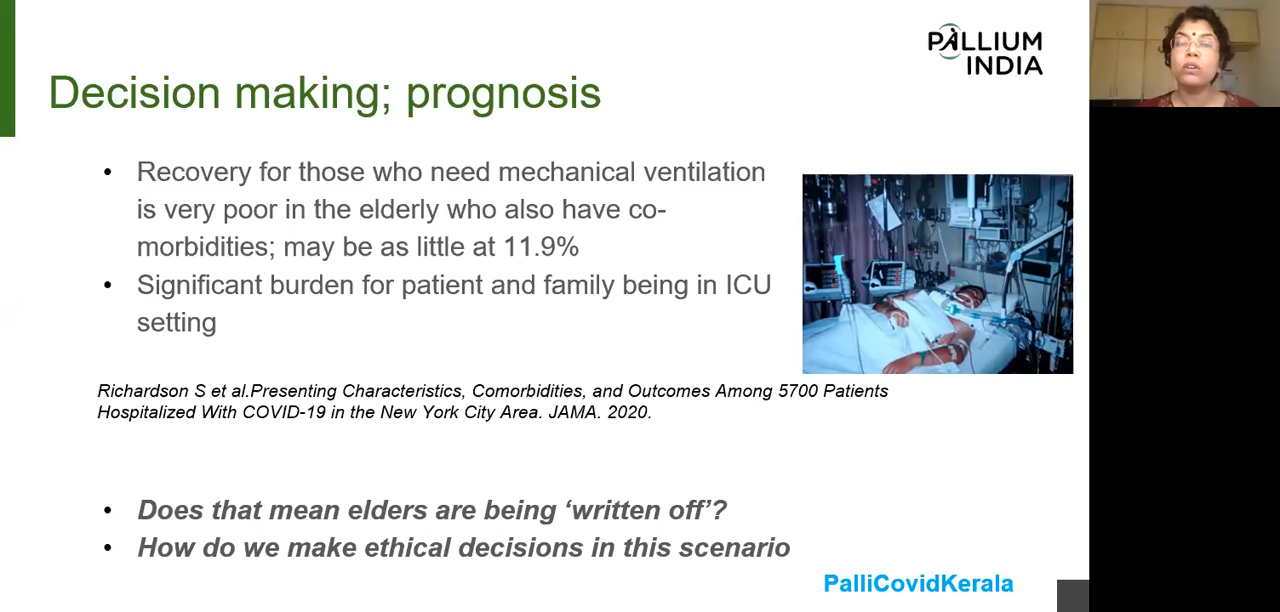 PALLIUM
INDIA
Decision making; prognosis
• Recovery for those who need mechanical ventilation
is very poor in the elderly who also have co-
morbidities; may be as little at 11.9%
• Significant burden for patient and family being in ICU
setting
Richardson S et al.Presenting Characteristics, Comorbidities, and Outcomes Among 5700 Patients
Hospitalized With COVID-19 in the New York City Area. JAMA. 2020.
• Does that mean elders are being ‘written off’?
• How do we make ethical decisions in this scenario
PalliCovidKerala